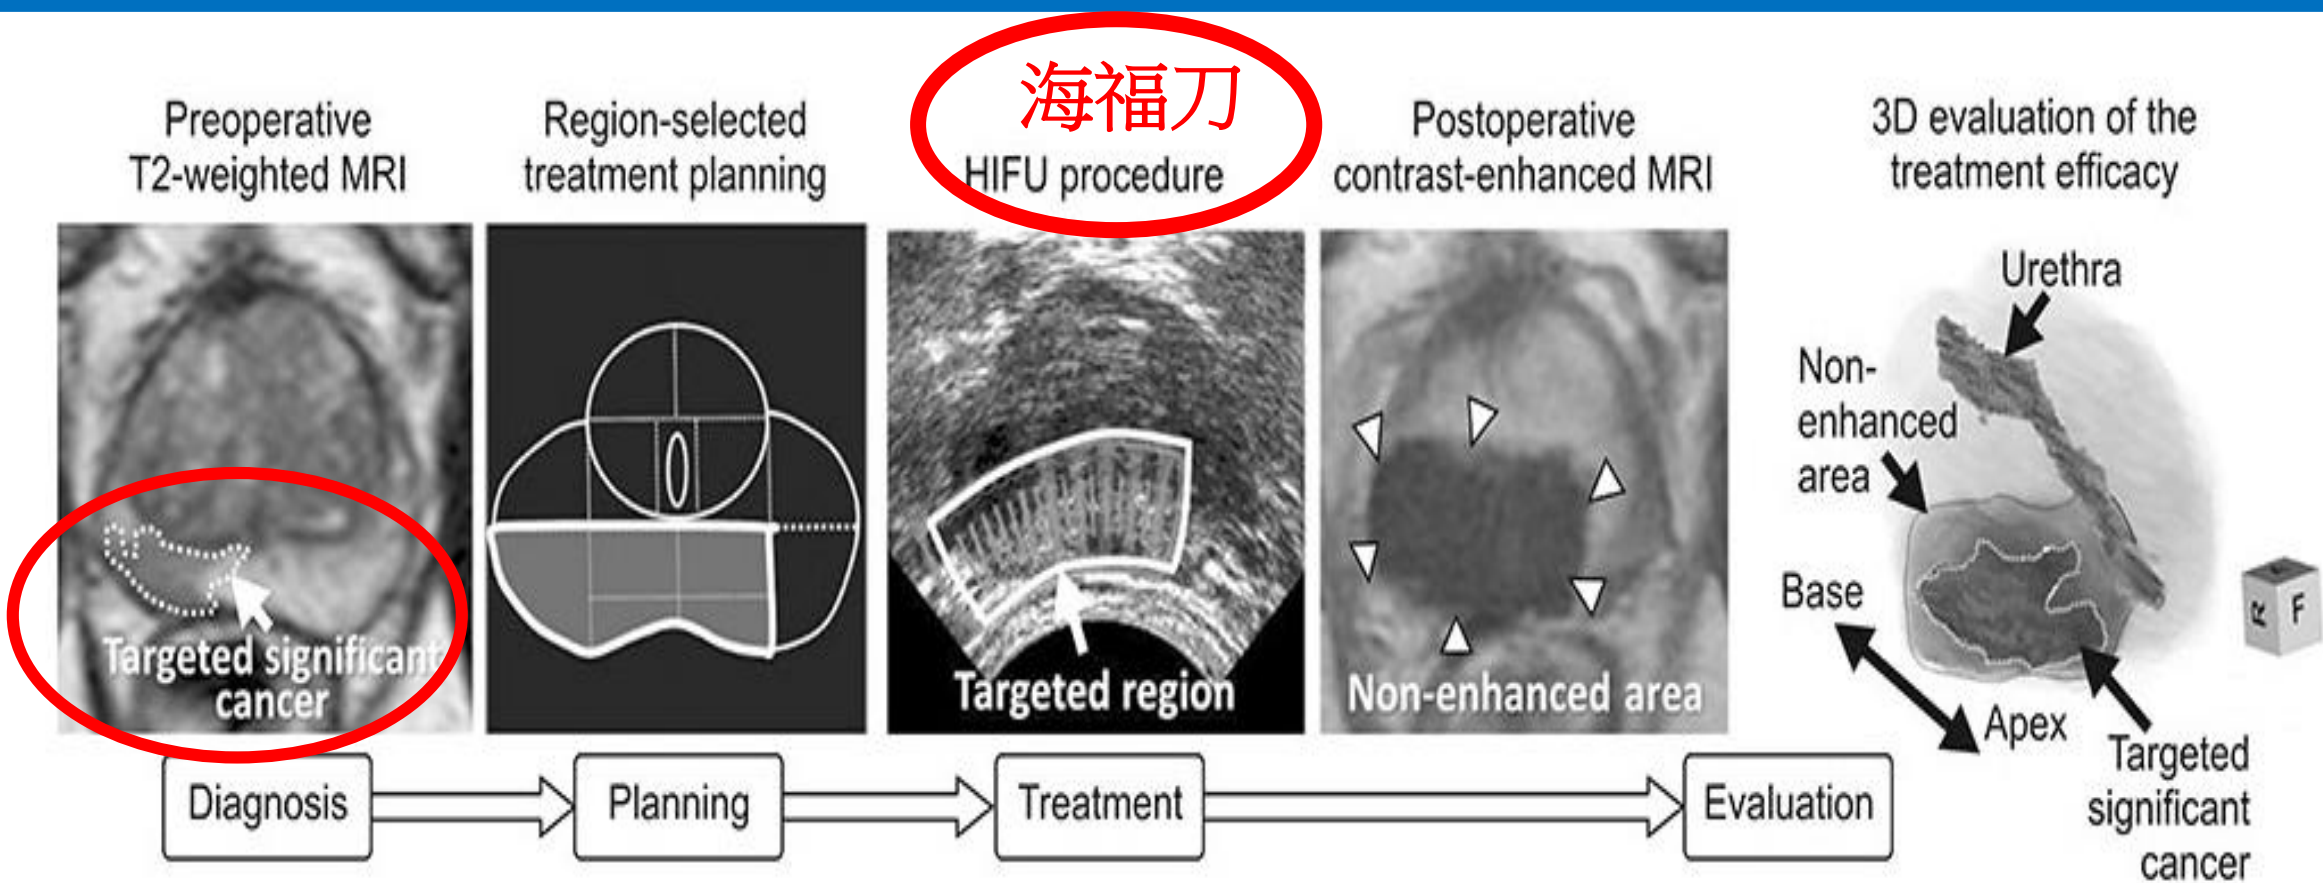 Preoperative
T2-weighted MRI
Region-selected
treatment planning
海福刀
HIFU procedure
Postoperative
contrast-enhanced MRI
3D evaluation of the
treatment efficacy
Targeted significant
cancer
Targeted region
Non-enhanced area
Urethra
Non-
enhanced
area
Base
Apex
Targeted
significant
cancer
R
F
Diagnosis
Planning
Treatment
Evaluation